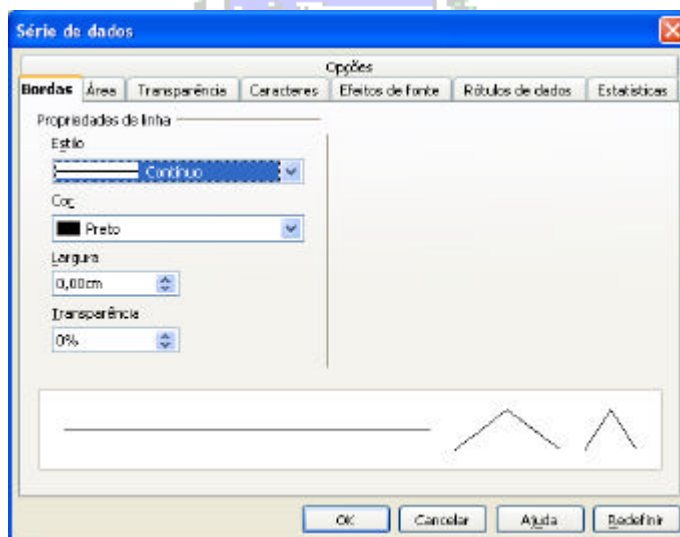 Série de dados
Opções
Bordas Área Transparência Caracteres Efeitos de fonte Rótulos de dados Estatísticas
Propriedades de linha
Estilo
Contínuo
Cor
Preto
Largura
0,00cm
Transparência
0%
OK Cancelar Ajuda Redefinir